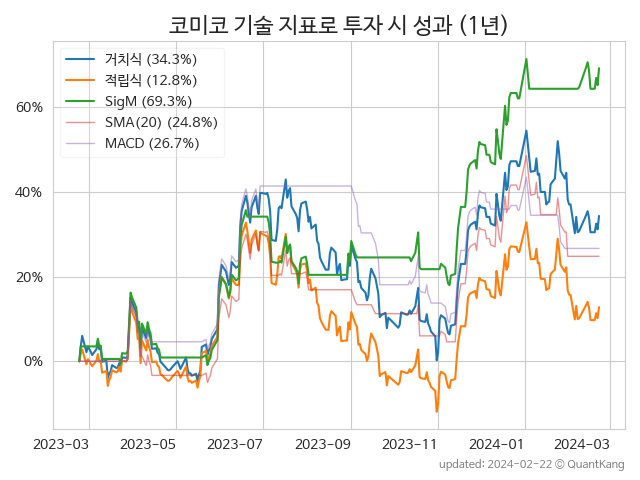 코미코 기술 지표로 투자 시 성과 (1년)
거치식 (34.3%)
적립식 (12.8%)
SigM (69.3%)
SMA(20) (24.8%)
MACD (26.7%)
60%
40%
20%
0%
2023-03 2023-05 2023-07 2023-09 2023-11 2024-01 2024-03
updated: 2024-02-22 © QuantKang